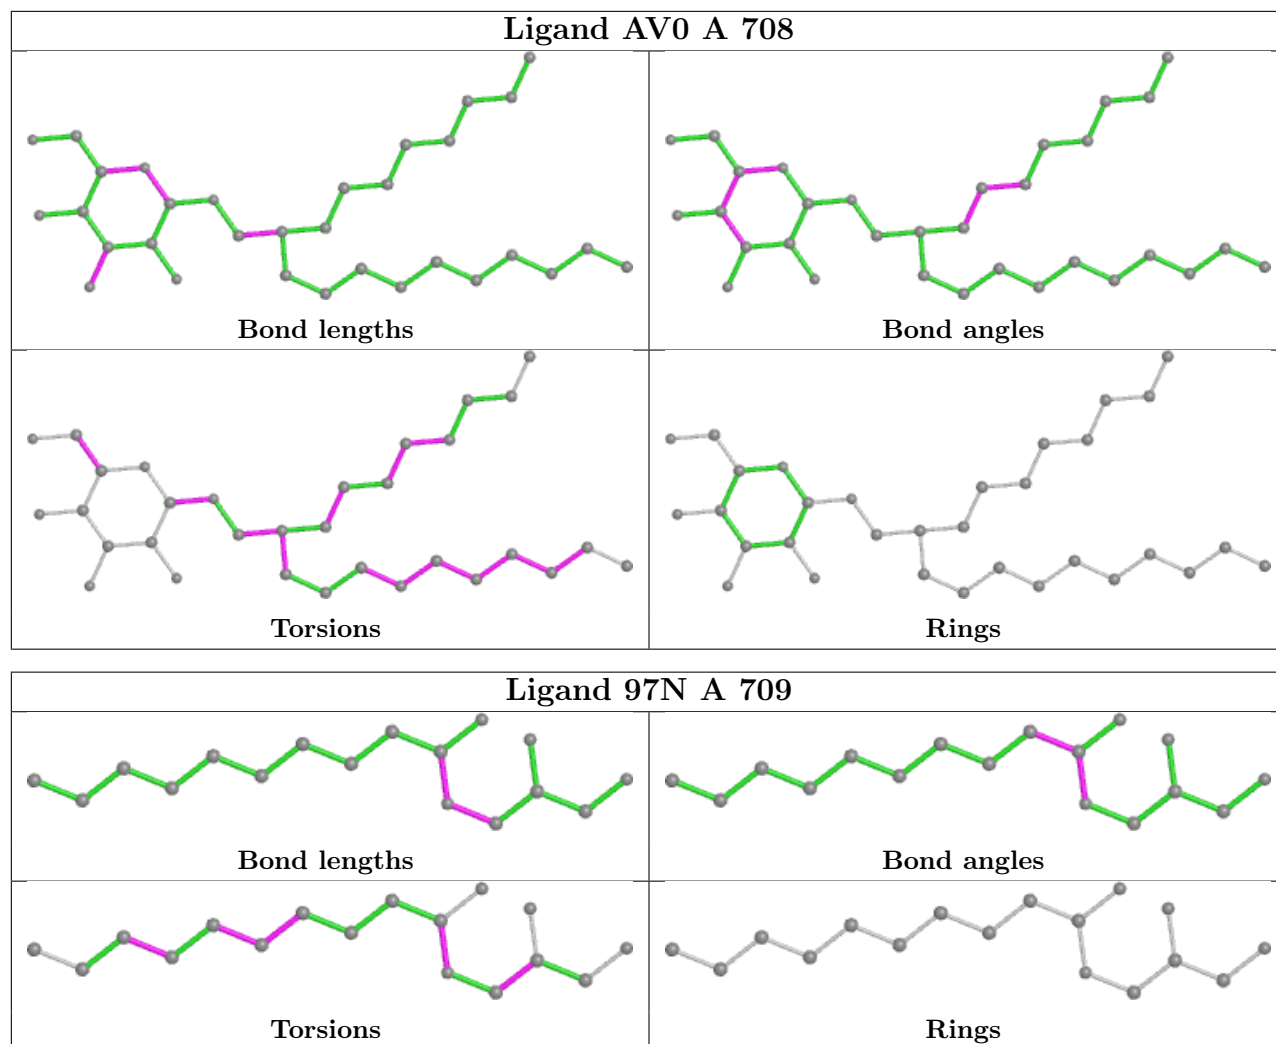 Ligand AV0 A 708
Bond lengths
Bond angles
Torsions
Rings
Ligand 97N A 709
Bond lengths
Bond angles
Torsions
Rings